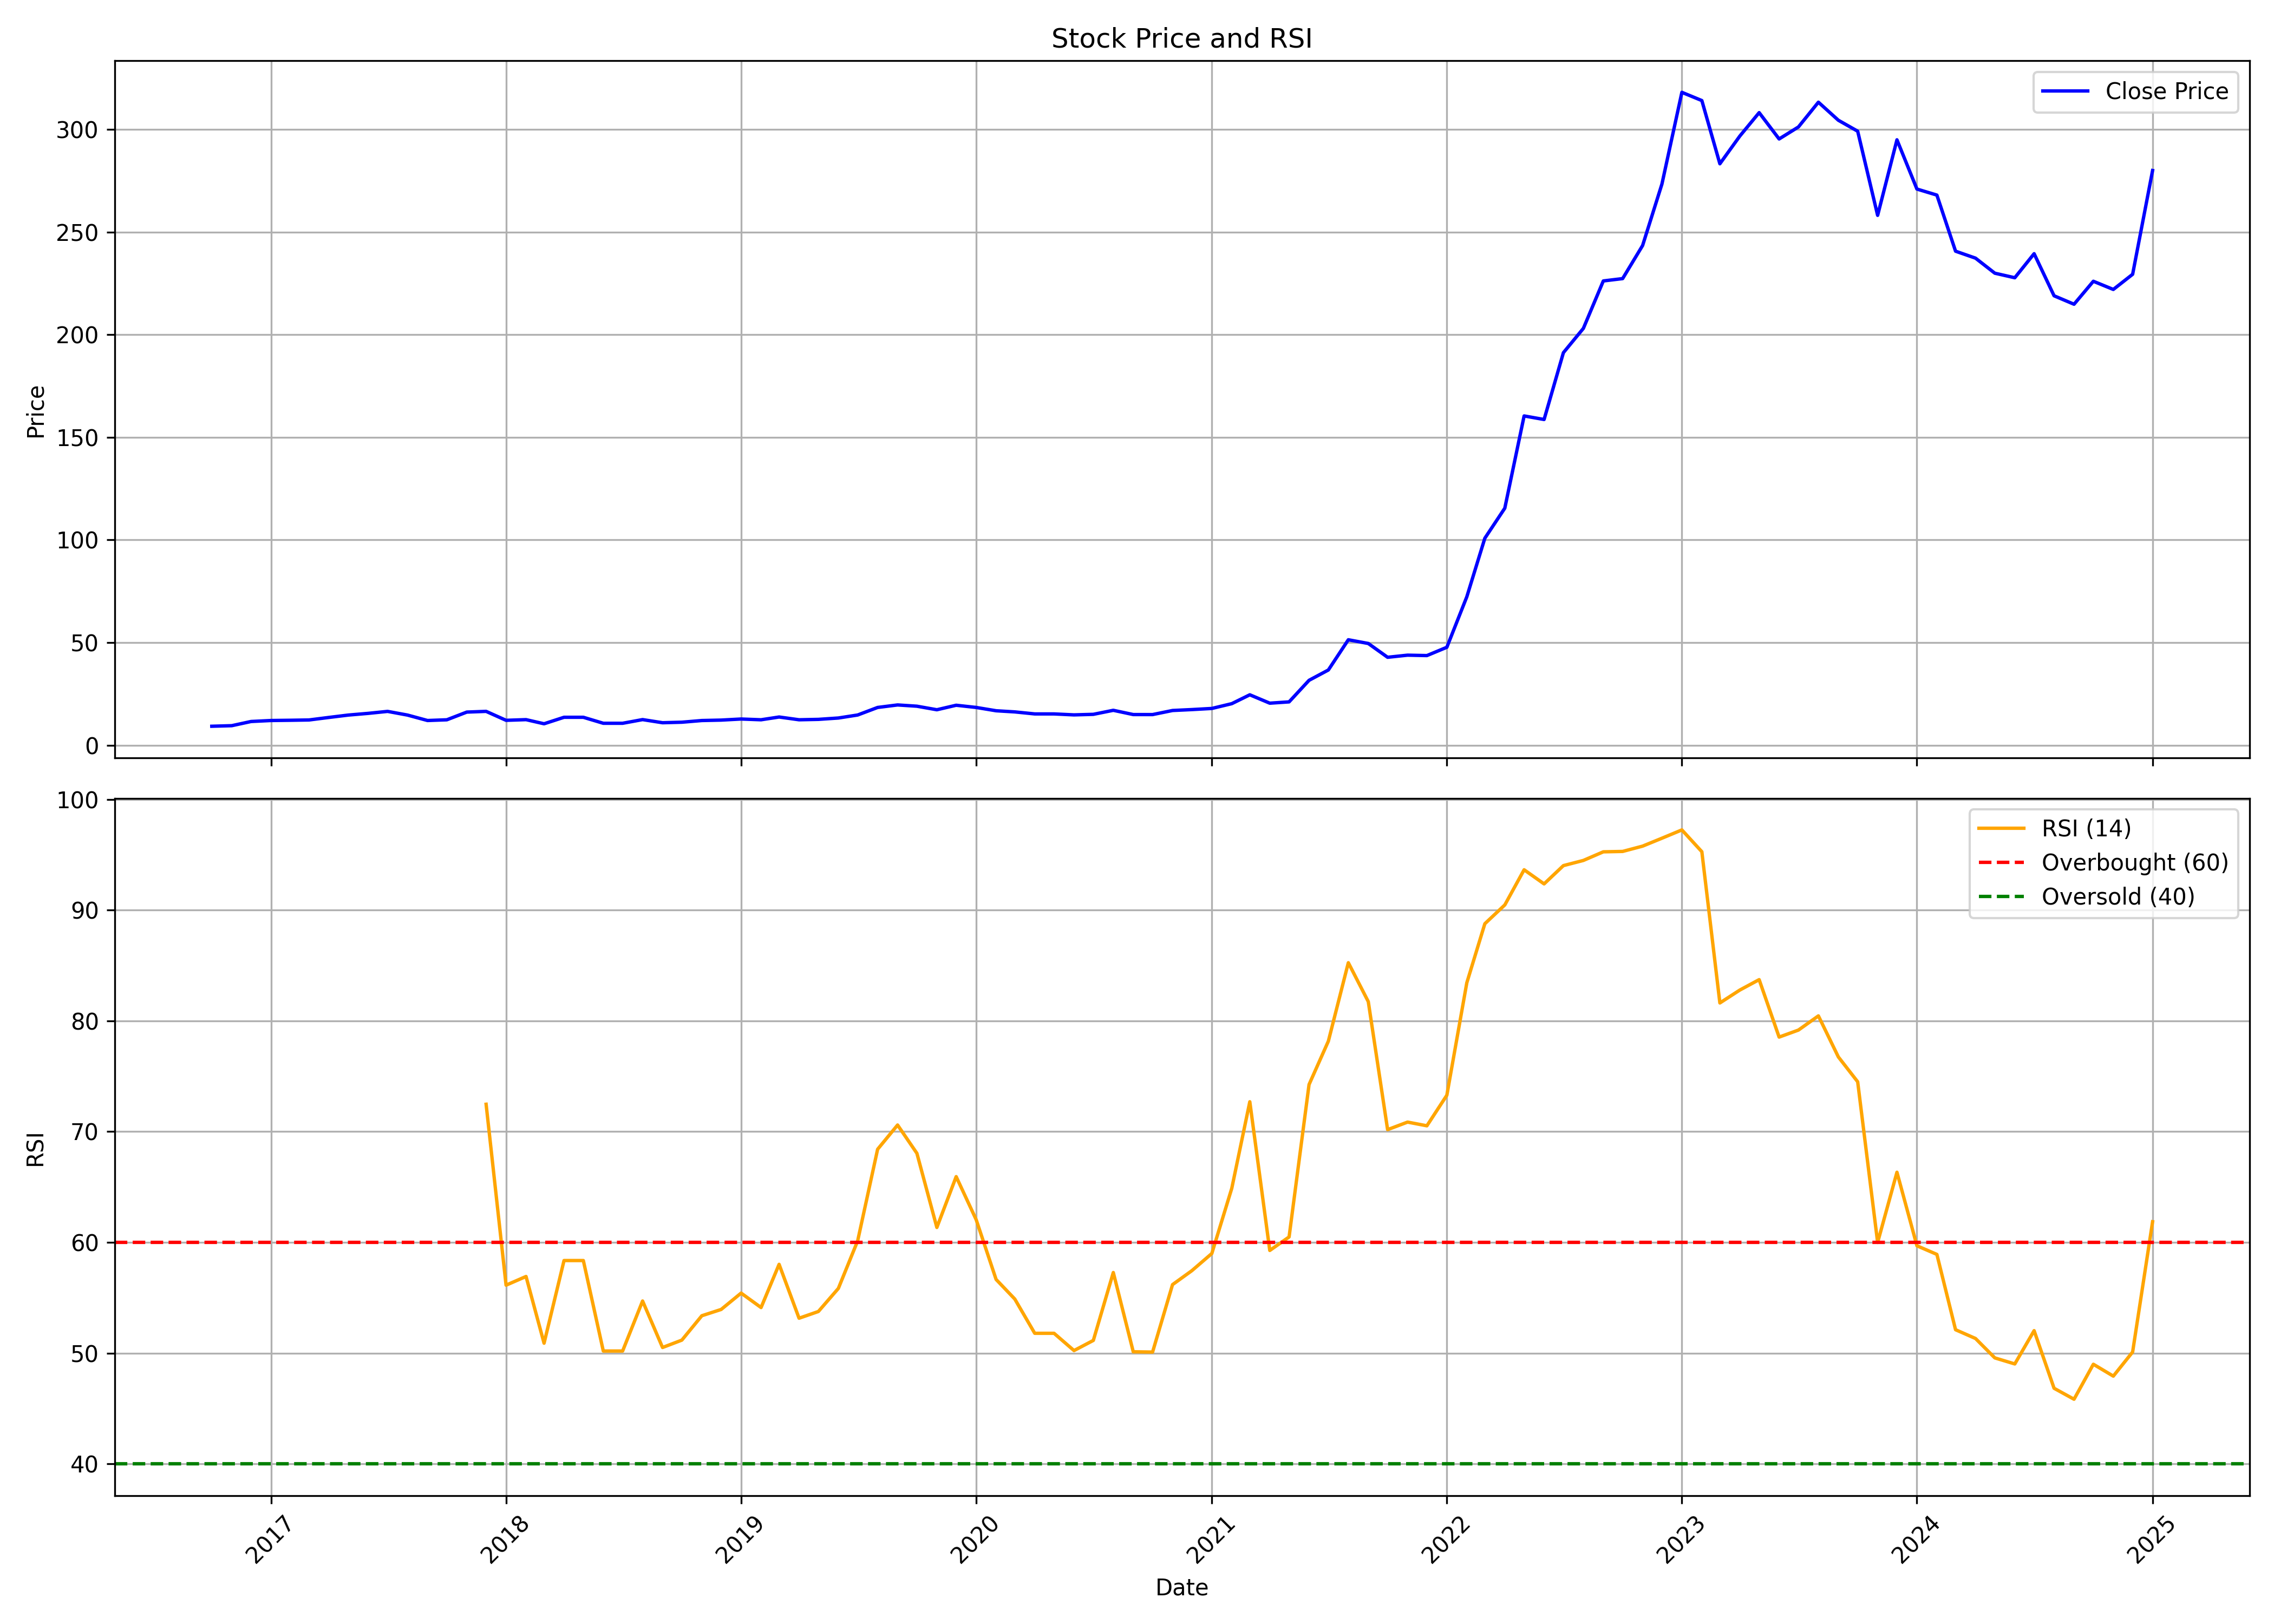 Stock Price and RSI
Close Price
300
250
200
150
100
50
0
Price
RSI (14)
Overbought (60)
Oversold (40)
100
90
80
70
60
50
40
RSI
2017
2018
2019
2020
2021
2022
2023
2024
2025
Date